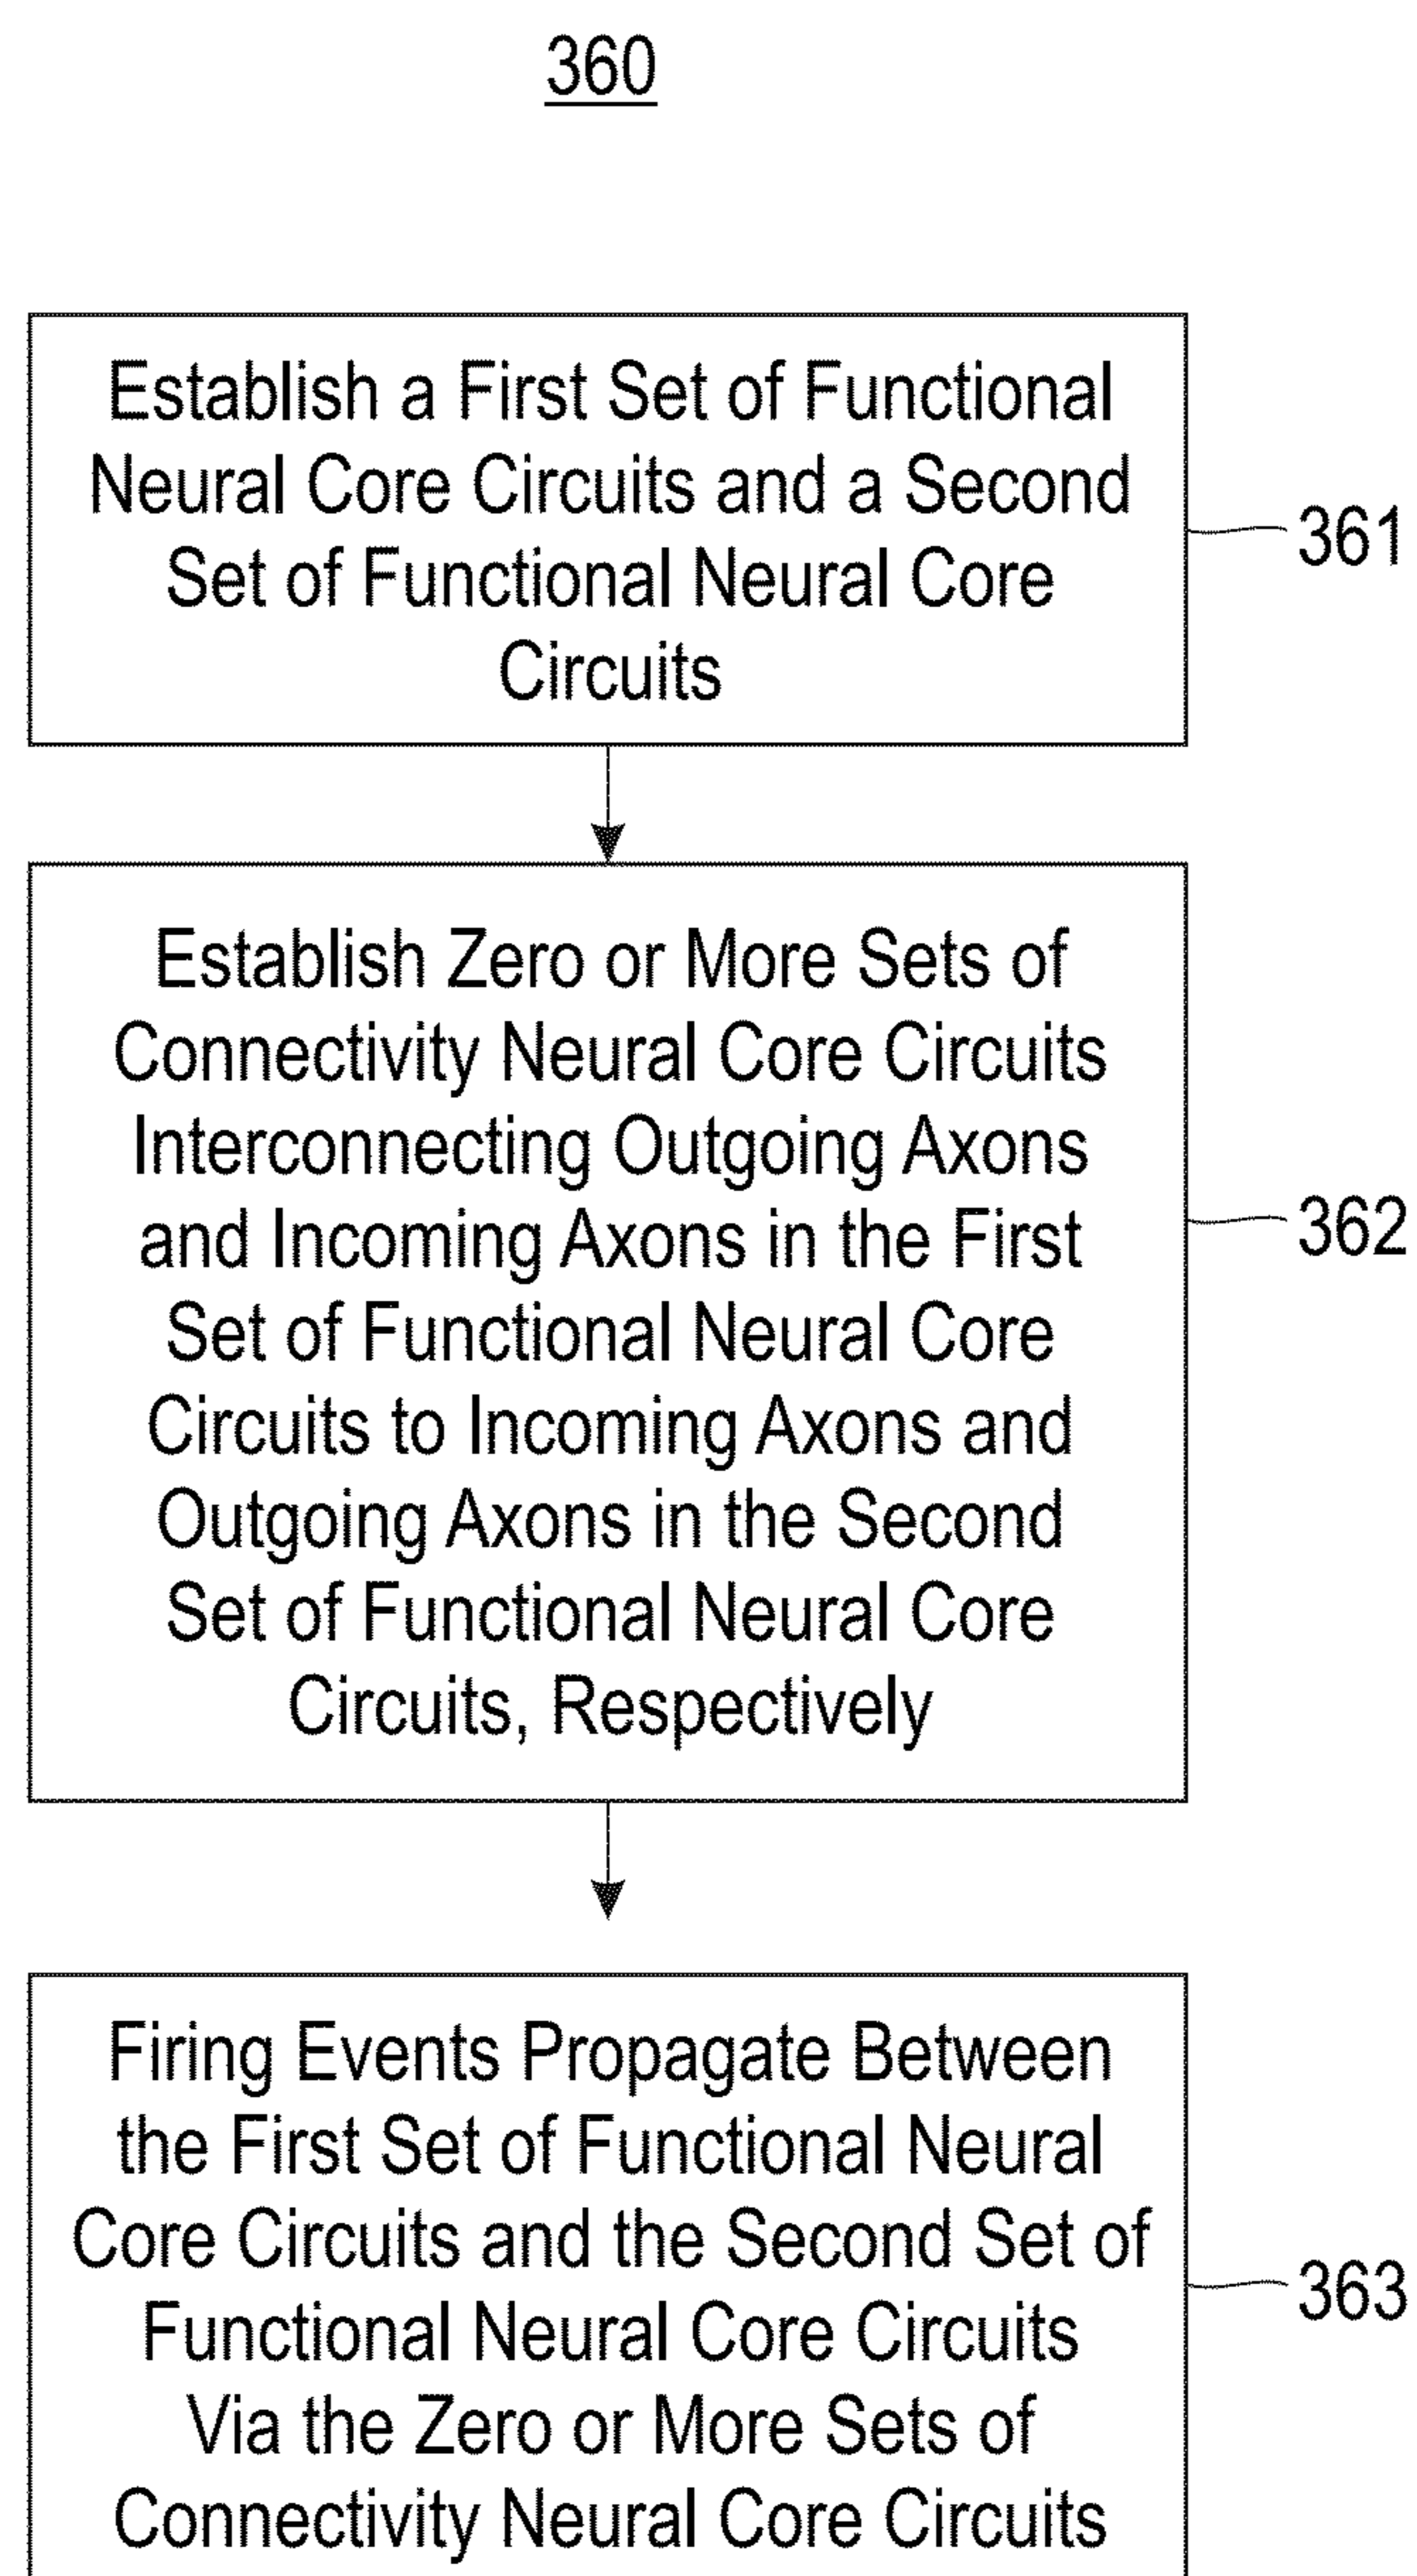 360
Establish a First Set of Functional
Neural Core Circuits and a Second
Set of Functional Neural Core
Circuits
361
Establish Zero or More Sets of
Connectivity Neural Core Circuits
Interconnecting Outgoing Axons
and Incoming Axons in the First
Set of Functional Neural Core
Circuits to Incoming Axons and
Outgoing Axons in the Second
Set of Functional Neural Core
Circuits, Respectively
362
Firing Events Propagate Between
the First Set of Functional Neural
Core Circuits and the Second Set of
Functional Neural Core Circuits
Via the Zero or More Sets of
Connectivity Neural Core Circuits
363